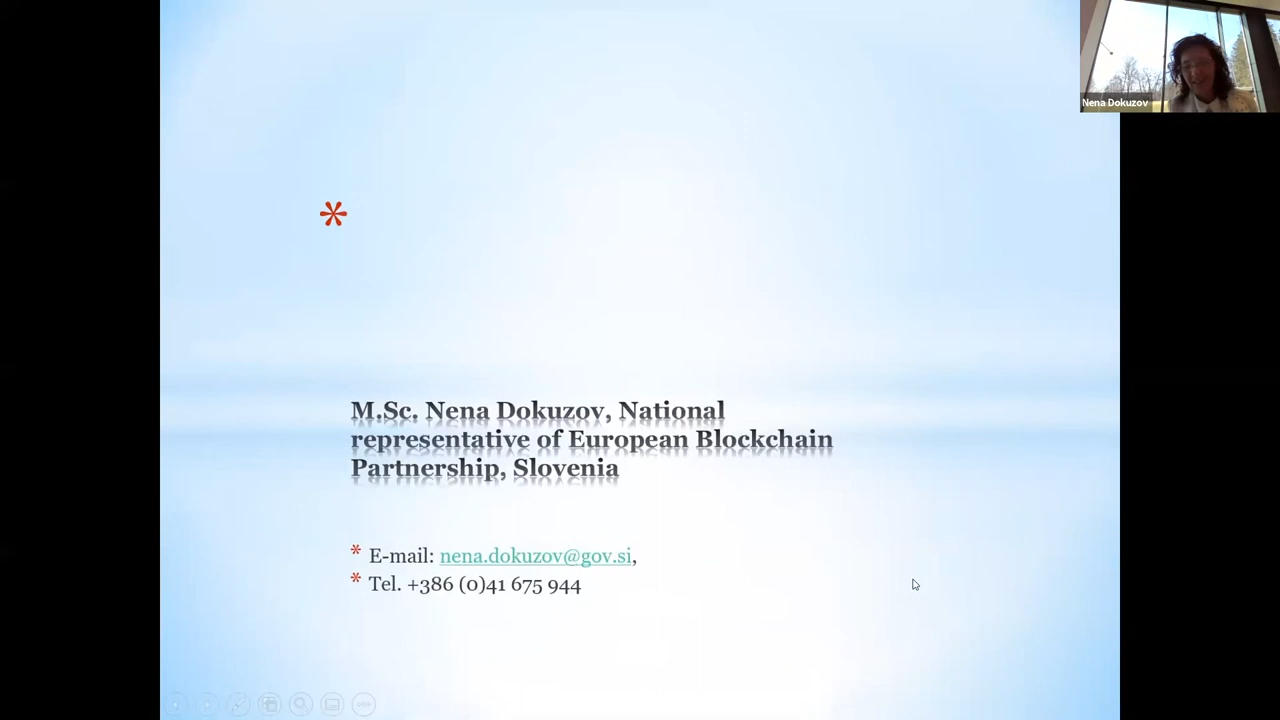 Nena Dokuzov
*
M.Sc. Nena Dokuzov, National
representative of European Blockchain
Partnership, Slovenia
* E-mail: nena.dokuzov@gov.si,
* Tel. +386 (0)41 675 944